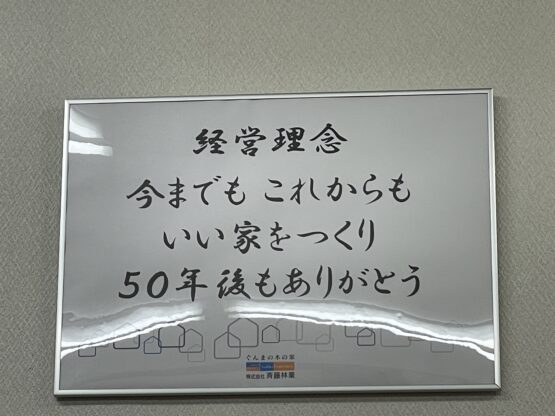 経営理念
今までも これからも
いい家をつくり
50年後もありがとう
ぐんまの木の家
株式会社 斉藤林業